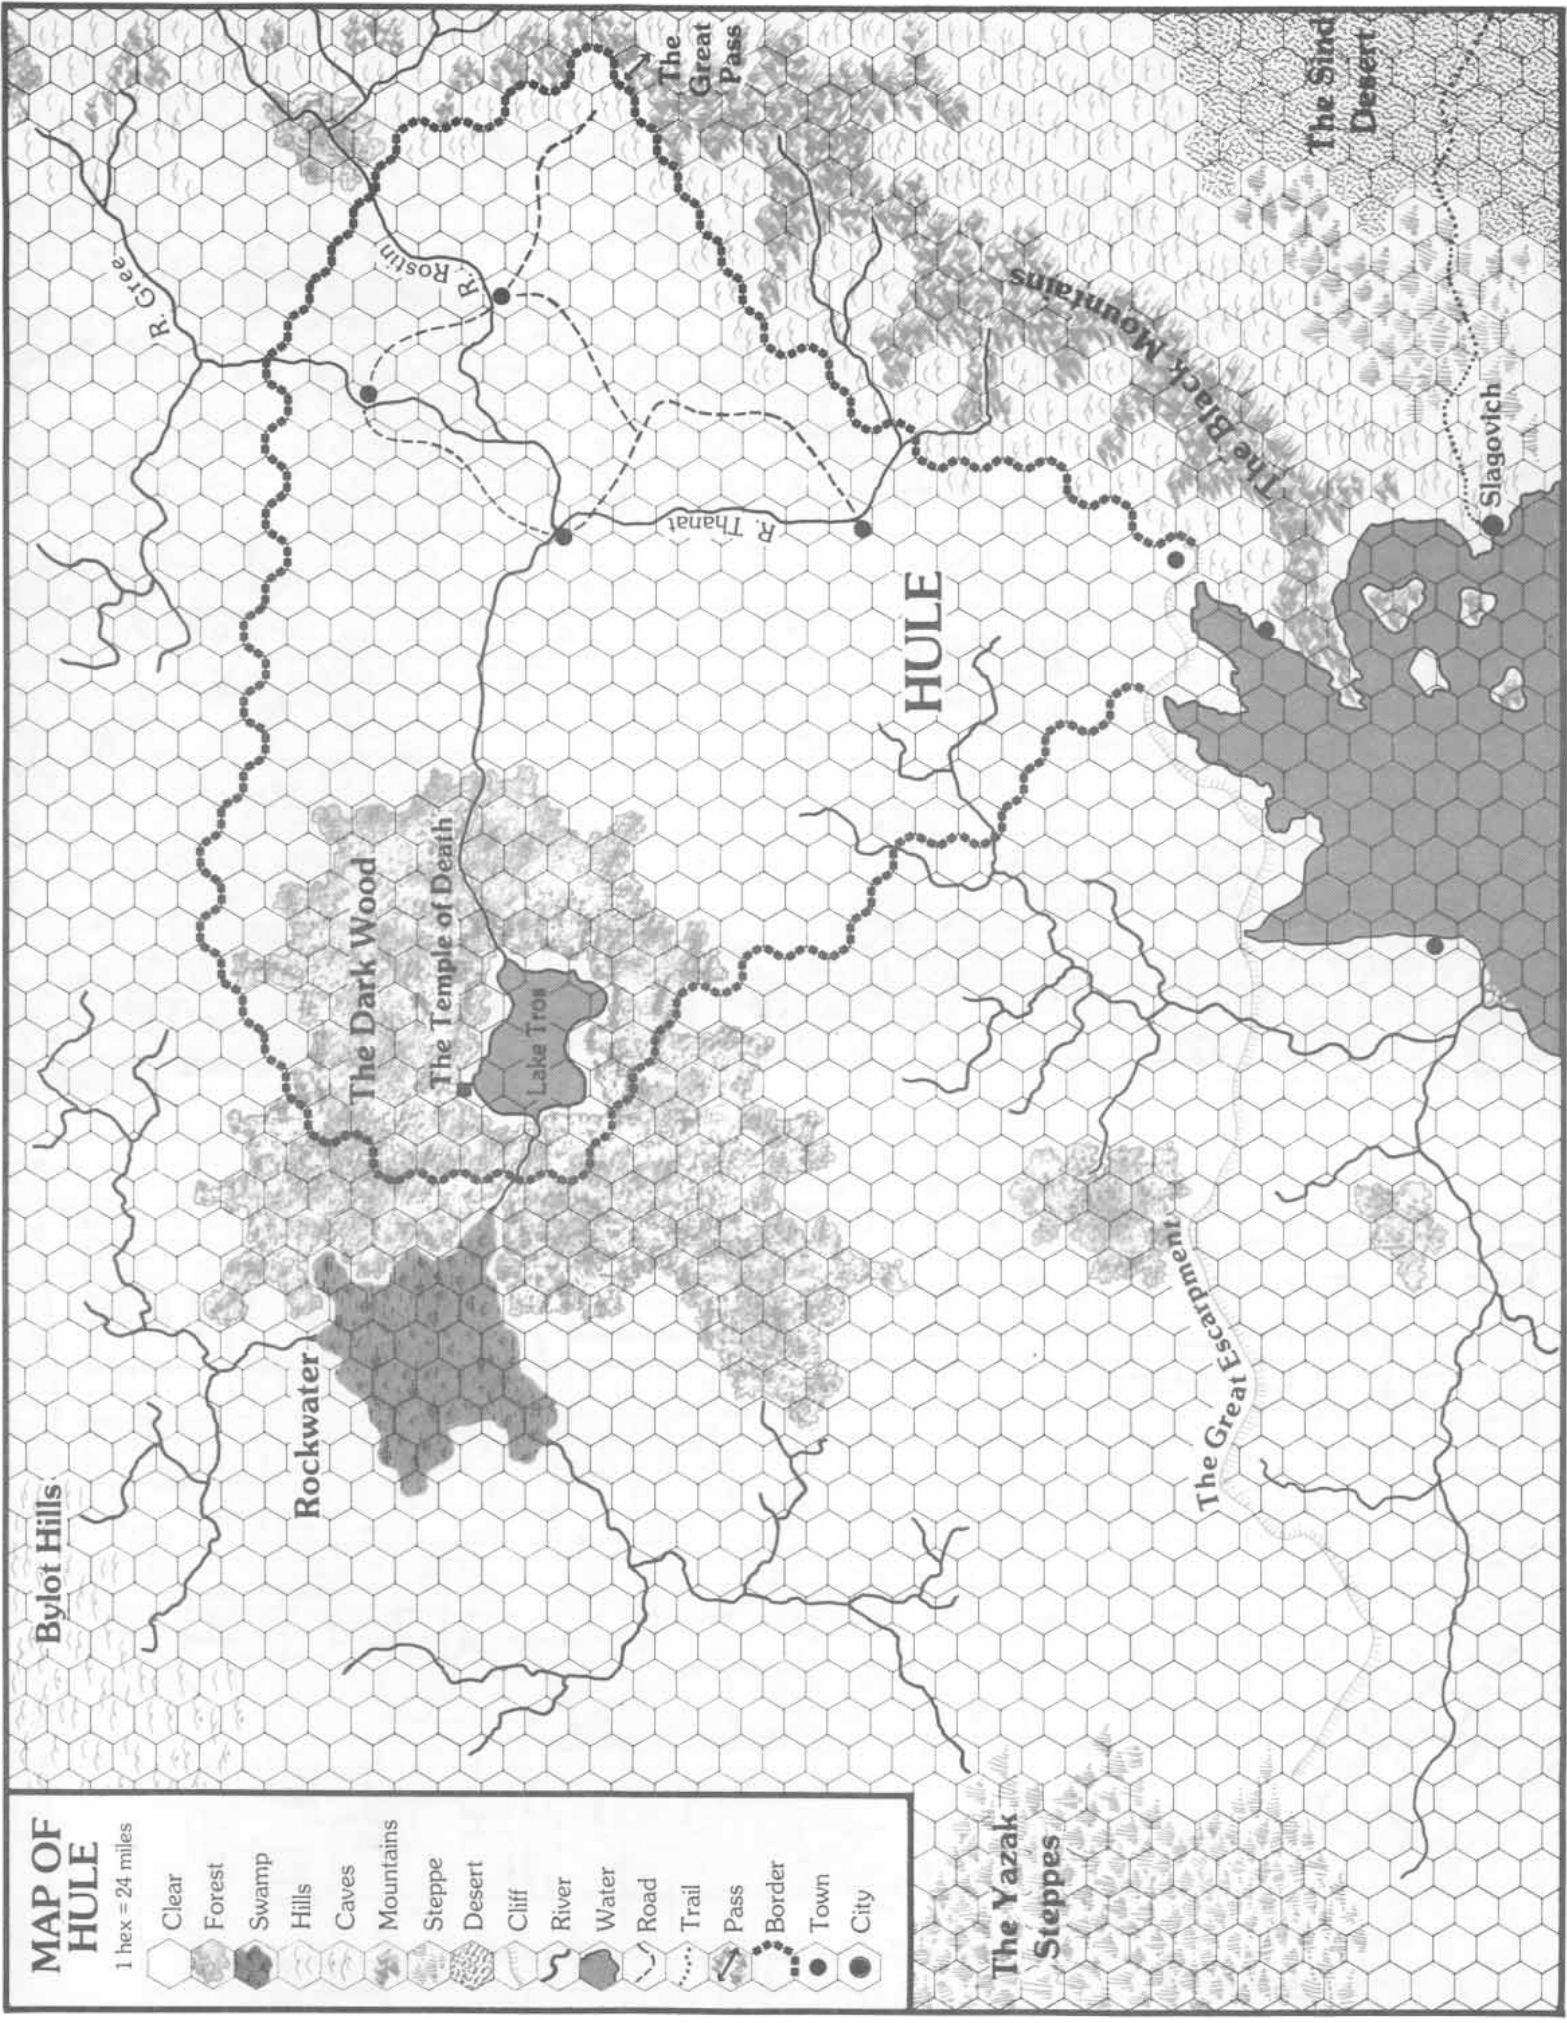 MAP OF
HULE
1 hex = 24 miles
Clear
Forest
Swamp
Hills
Caves
Mountains
Steppe
Desert
Cliff
River
Water
Road
Trail
Pass
Border
Town
City
Bylot Hills
Rockwater
The Dark Wood
The Temple of Death
Lake Tros
R. Gree
R. Rostin
R. Thanat
The
Great
Pass
HULE
The Black Mountains
The Sind
Desert
Slagovich
The Great Escarpment
The Yazak
Steppes